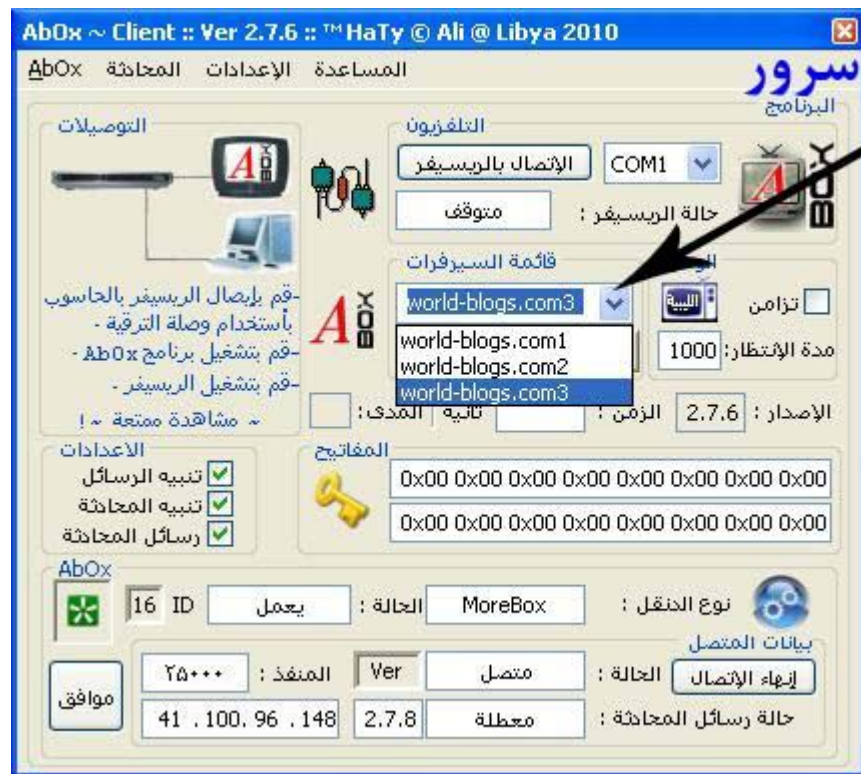 AbOx ~ Client :: Ver 2.7.6 :: ™HaTy © Ali @ Libya 2010
AbOx المحادثة الإعدادات المساعدة
سرور
البرنامج
التلفزيون
COM1 الإتصال بالريسيفر
حالة الريسيفر : متوقف
A BOX
التوصيلات
A BOX
قم بإيصال الريسيفر بالحاسوب-
بأستخدام وصلة الترقية -
قم بتشغيل برنامج AbOx -
قم بتشغيل الريسيفر -
~ مشاهدة ممتعة ~ !
A BOX
قائمة السيرفرات
world-blogs.com3
world-blogs.com1
world-blogs.com2
world-blogs.com3
تزامن الليبية
مدة الإنتظار: 1000
الإصدار : 2.7.6 الزمن : ثانية المدى:
المفاتيح
0x00 0x00 0x00 0x00 0x00 0x00 0x00 0x00
0x00 0x00 0x00 0x00 0x00 0x00 0x00 0x00
الاعدادات
تنبيه الرسائل
تنبيه المحادثة
رسائل المحادثة
AbOx
نوع الدنقل : MoreBox الحالة : يعمل ID 16
بيانات المتصل
إنهاء الإتصال الحالة : متصل Ver المنفذ : ٢٥٠٠٠
حالة رسائل المحادثة : معطلة 2.7.8 41 .100. 96 .148
موافق